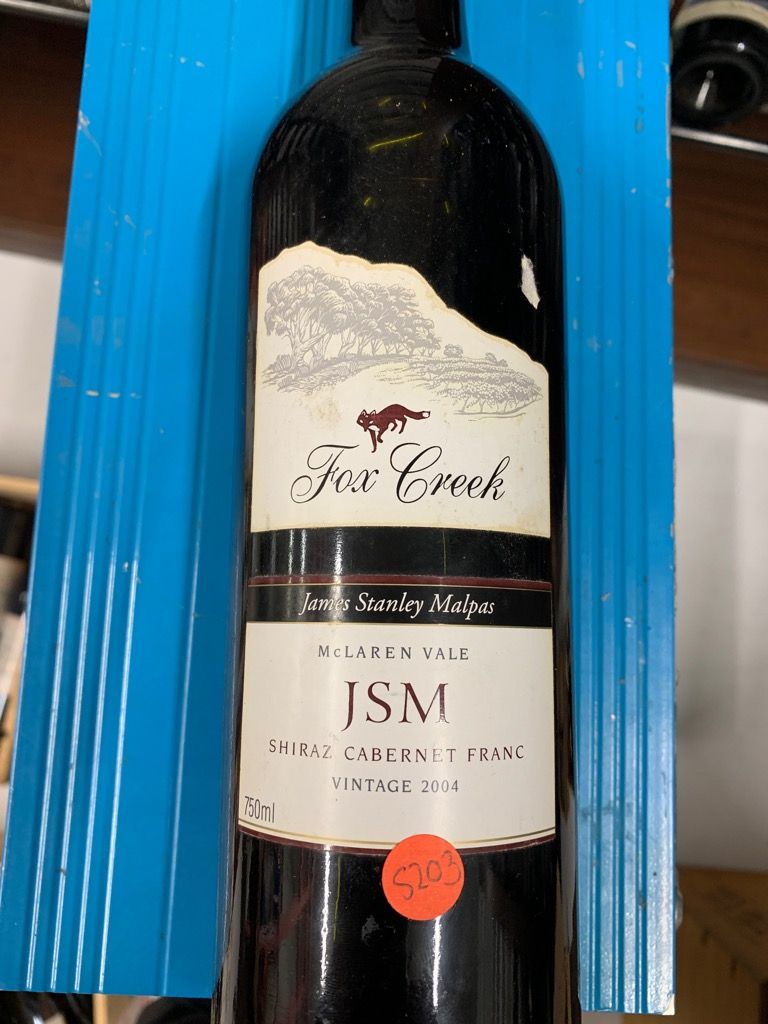 Fox Creek
James Stanley Malpas
McLAREN VALE
JSM
SHIRAZ CABERNET FRANC
VINTAGE 2004
750ml
S203